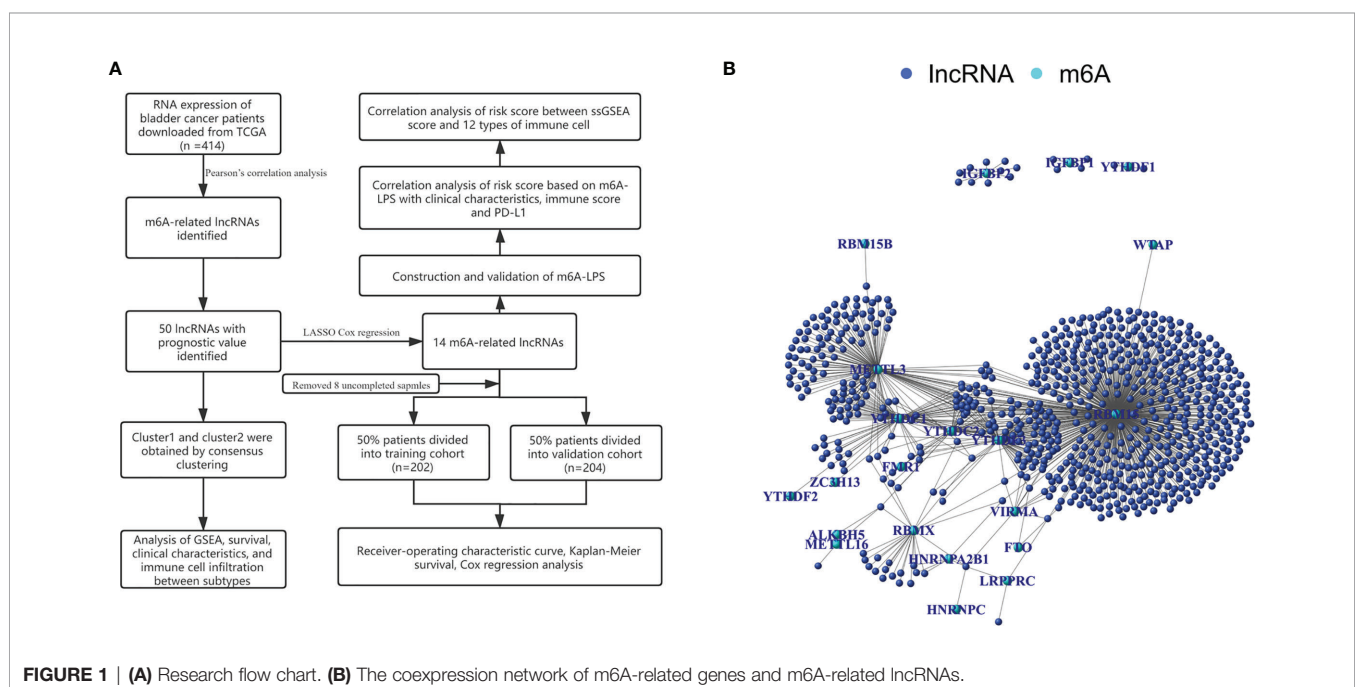 A
RNA expression of
bladder cancer patients
downloaded from TCGA
(n =414)
Pearson's correlation analysis
m6A-related lncRNAs
identified
50 lncRNAs with
prognostic value
identified
Cluster1 and cluster2 were
obtained by consensus
clustering
Analysis of GSEA, survival,
clinical characteristics, and
immune cell infiltration
between subtypes
Correlation analysis of risk score between ssGSEA
score and 12 types of immune cell
Correlation analysis of risk score based on m6A-
LPS with clinical characteristics, immune score
and PD-L1
Construction and validation of m6A-LPS
LASSO Cox regression
14 m6A-related lncRNAs
Removed 8 uncompleted sapmles
50% patients divided
into training cohort
(n=202)
50% patients divided
into validation cohort
(n=204)
Receiver-operating characteristic curve, Kaplan-Meier
survival, Cox regression analysis
B
lncRNA m6A
IGFBP2
IGFBP1
YTHDF1
RBM15B
WTAP
METTL3
FMR1
ZC3H13
YTHDF2
VIRMA
ALKBH5
METTL16
RBMX
FTO
HNRNPA2B1
LRPPRC
HNRNPC
FIGURE 1 | (A) Research flow chart. (B) The coexpression network of m6A-related genes and m6A-related lncRNAs.